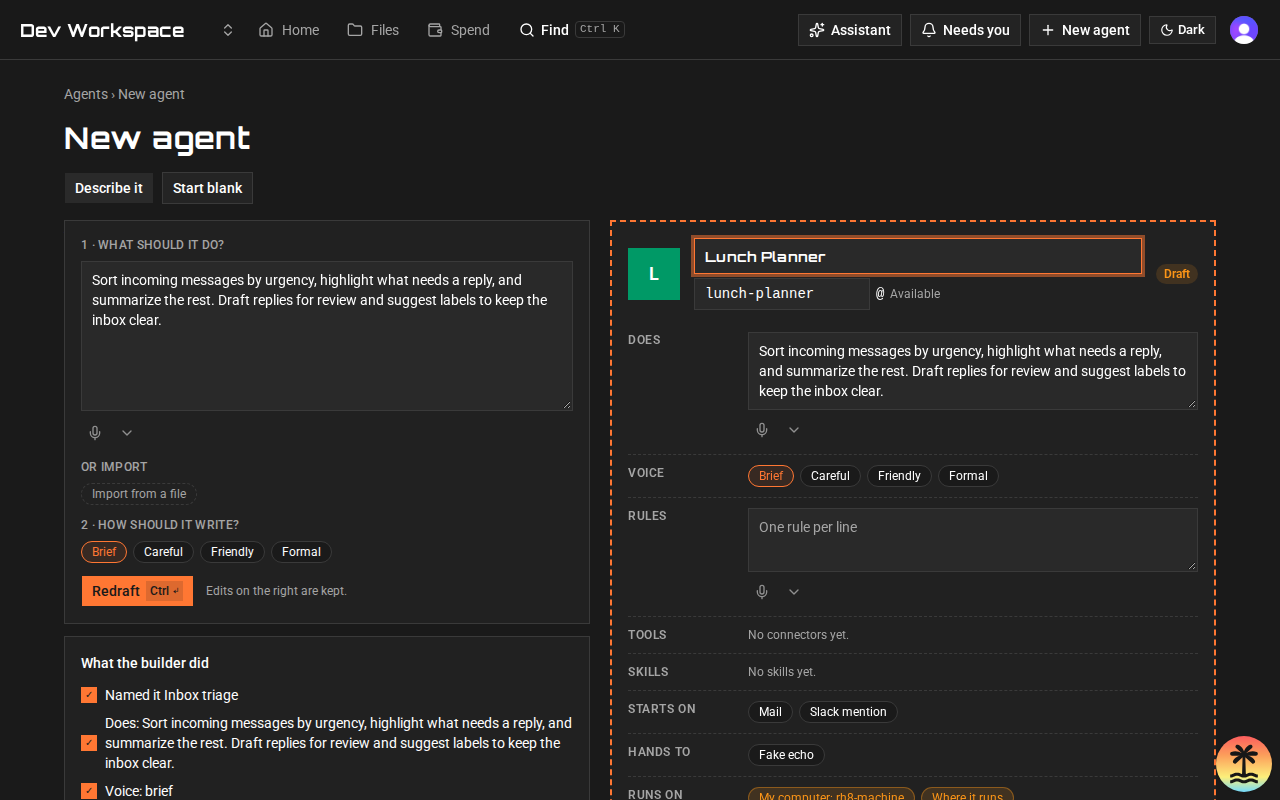 Dev Workspace
Home
Files
Spend
Find Ctrl K
Assistant
Needs you
New agent
Dark
Agents › New agent
New agent
Describe it
Start blank
1 · WHAT SHOULD IT DO?
Sort incoming messages by urgency, highlight what needs a reply, and
summarize the rest. Draft replies for review and suggest labels to keep the
inbox clear.
OR IMPORT
Import from a file
2 · HOW SHOULD IT WRITE?
Brief
Careful
Friendly
Formal
Redraft Ctrl ↵
Edits on the right are kept.
What the builder did
Named it Inbox triage
Does: Sort incoming messages by urgency, highlight what needs a reply, and
summarize the rest. Draft replies for review and suggest labels to keep the
inbox clear.
Voice: brief
L
Lunch Planner
lunch-planner
@ Available
Draft
DOES
Sort incoming messages by urgency, highlight what needs a reply,
and summarize the rest. Draft replies for review and suggest labels to
keep the inbox clear.
VOICE
Brief
Careful
Friendly
Formal
RULES
One rule per line
TOOLS
No connectors yet.
SKILLS
No skills yet.
STARTS ON
Mail
Slack mention
HANDS TO
Fake echo
RUNS ON
My computer: rh8-machine
Where it runs